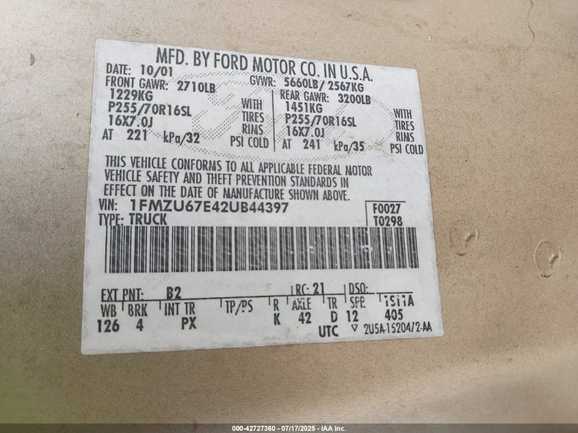 MFD. BY FORD MOTOR CO. IN U.S.A.
DATE: 10/01 GVWR: 5660LB/ 2567KG
FRONT GAWR: 2710LB REAR GAWR: 3200LB
1229KG WITH 1451KG WITH
P255/70R16SL TIRES P255/70R16SL TIRES
16X7.0J RIMS 16X7.0J RIMS
AT 221 kPa/32 PSI COLD AT 241 kPa/35 PSI COLD
THIS VEHICLE CONFORMS TO ALL APPLICABLE FEDERAL MOTOR
VEHICLE SAFETY AND THEFT PREVENTION STANDARDS IN
EFFECT ON THE DATE OF MANUFACTURE SHOWN ABOVE.
VIN: 1FMZU67E42UB44397 F0027
TYPE: TRUCK T0298
EXT PNT: B2 RC: 21 DSO:
WB BRK INT TR TP/PS R AXLE TR SPR
126 4 PX K 42 D 12 405
UTC 2U5A-15204/2-AA
000-42727360 - 07/17/2025 - IAA Inc.